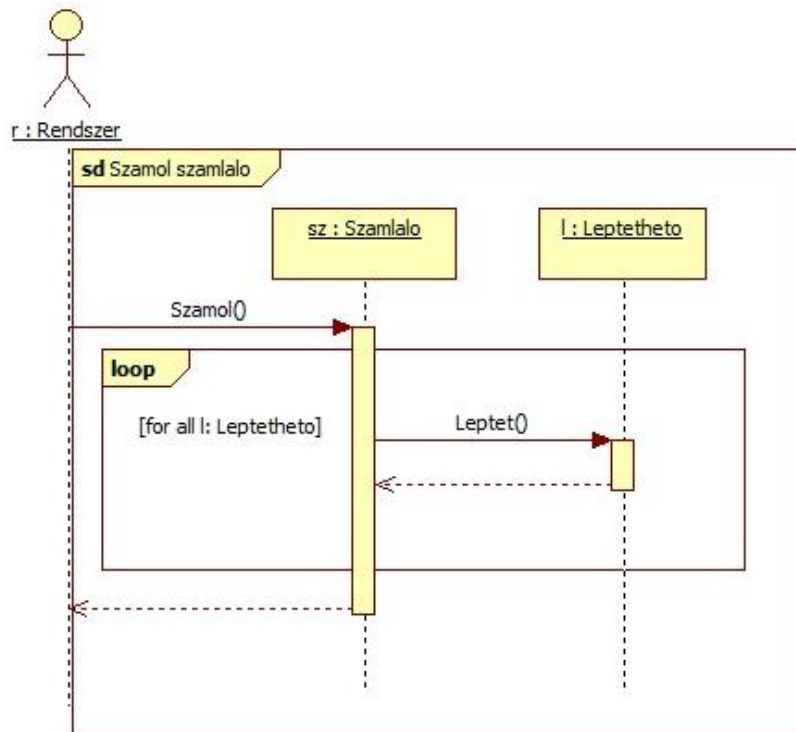 r : Rendszer
sd Szamol szamlalo
sz : Szamlalo
l : Leptetheto
Szamol()
loop
[for all l: Leptetheto]
Leptet()